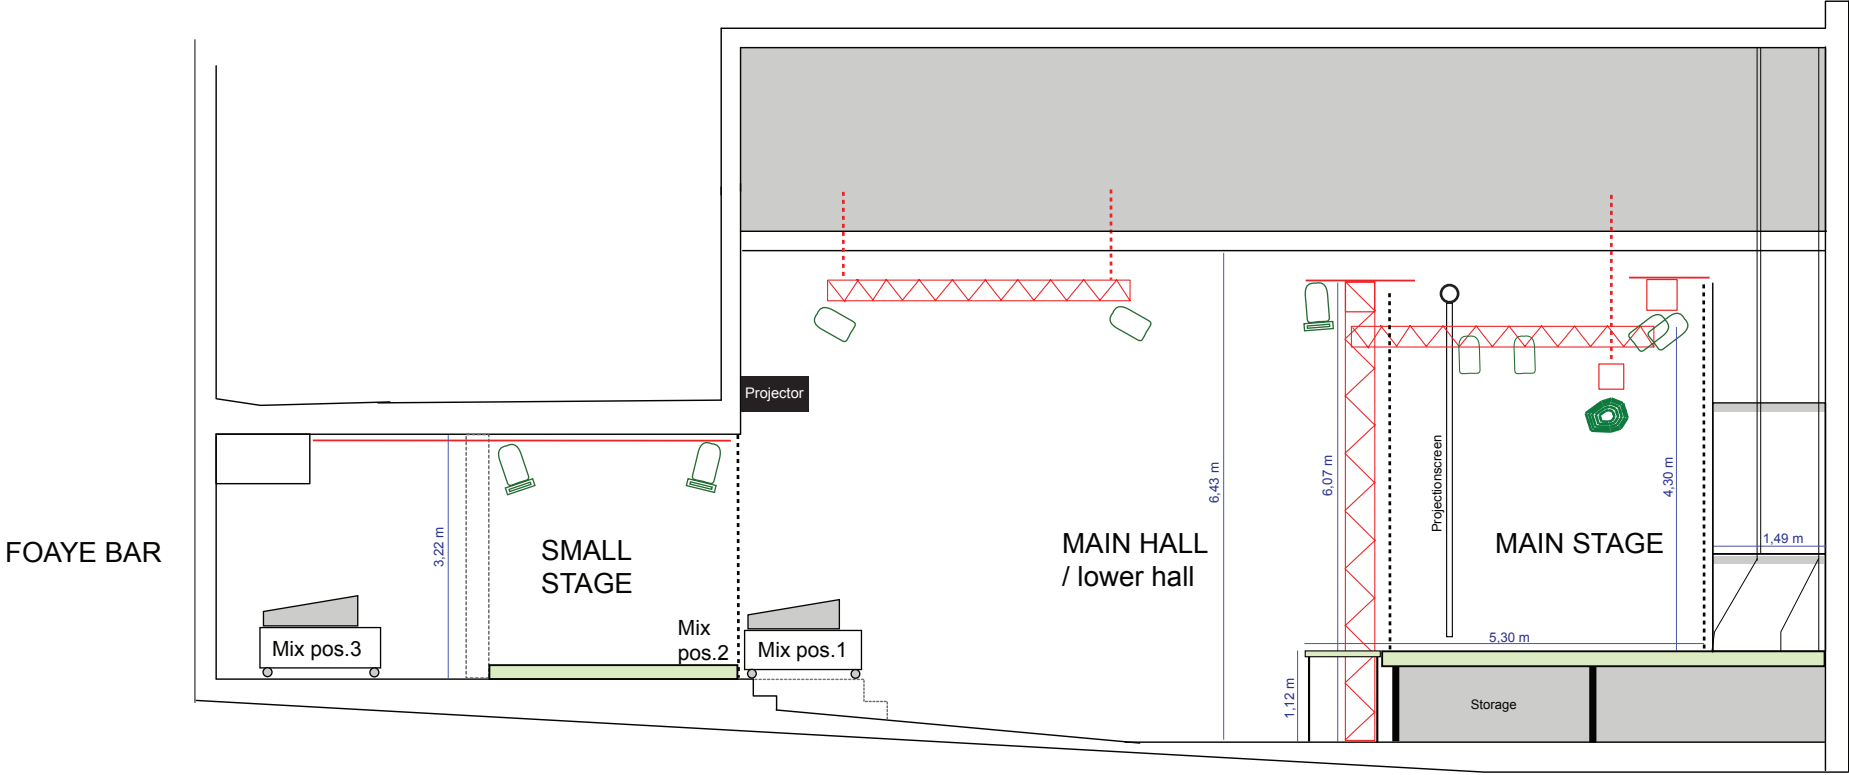 FOAYE BAR
Mix pos.3
3,22 m
SMALL
STAGE
Mix
pos.2
Projector
Mix pos.1
MAIN HALL
/ lower hall
6,43 m
6,07 m
1,12 m
Projectionscreen
MAIN STAGE
4,30 m
5,30 m
1,49 m
Storage